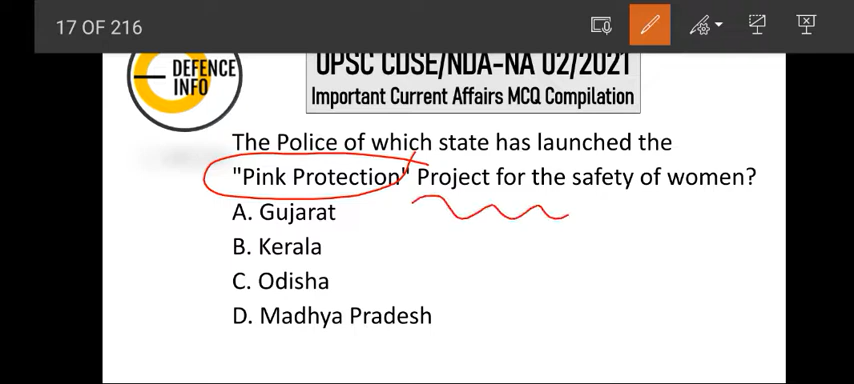 17 OF 216
DEFENCE
INFO
UPSC CDSE/NDA-NA 02/2021
Important Current Affairs MCQ Compilation
The Police of which state has launched the
"Pink Protection" Project for the safety of women?
A. Gujarat
B. Kerala
C. Odisha
D. Madhya Pradesh